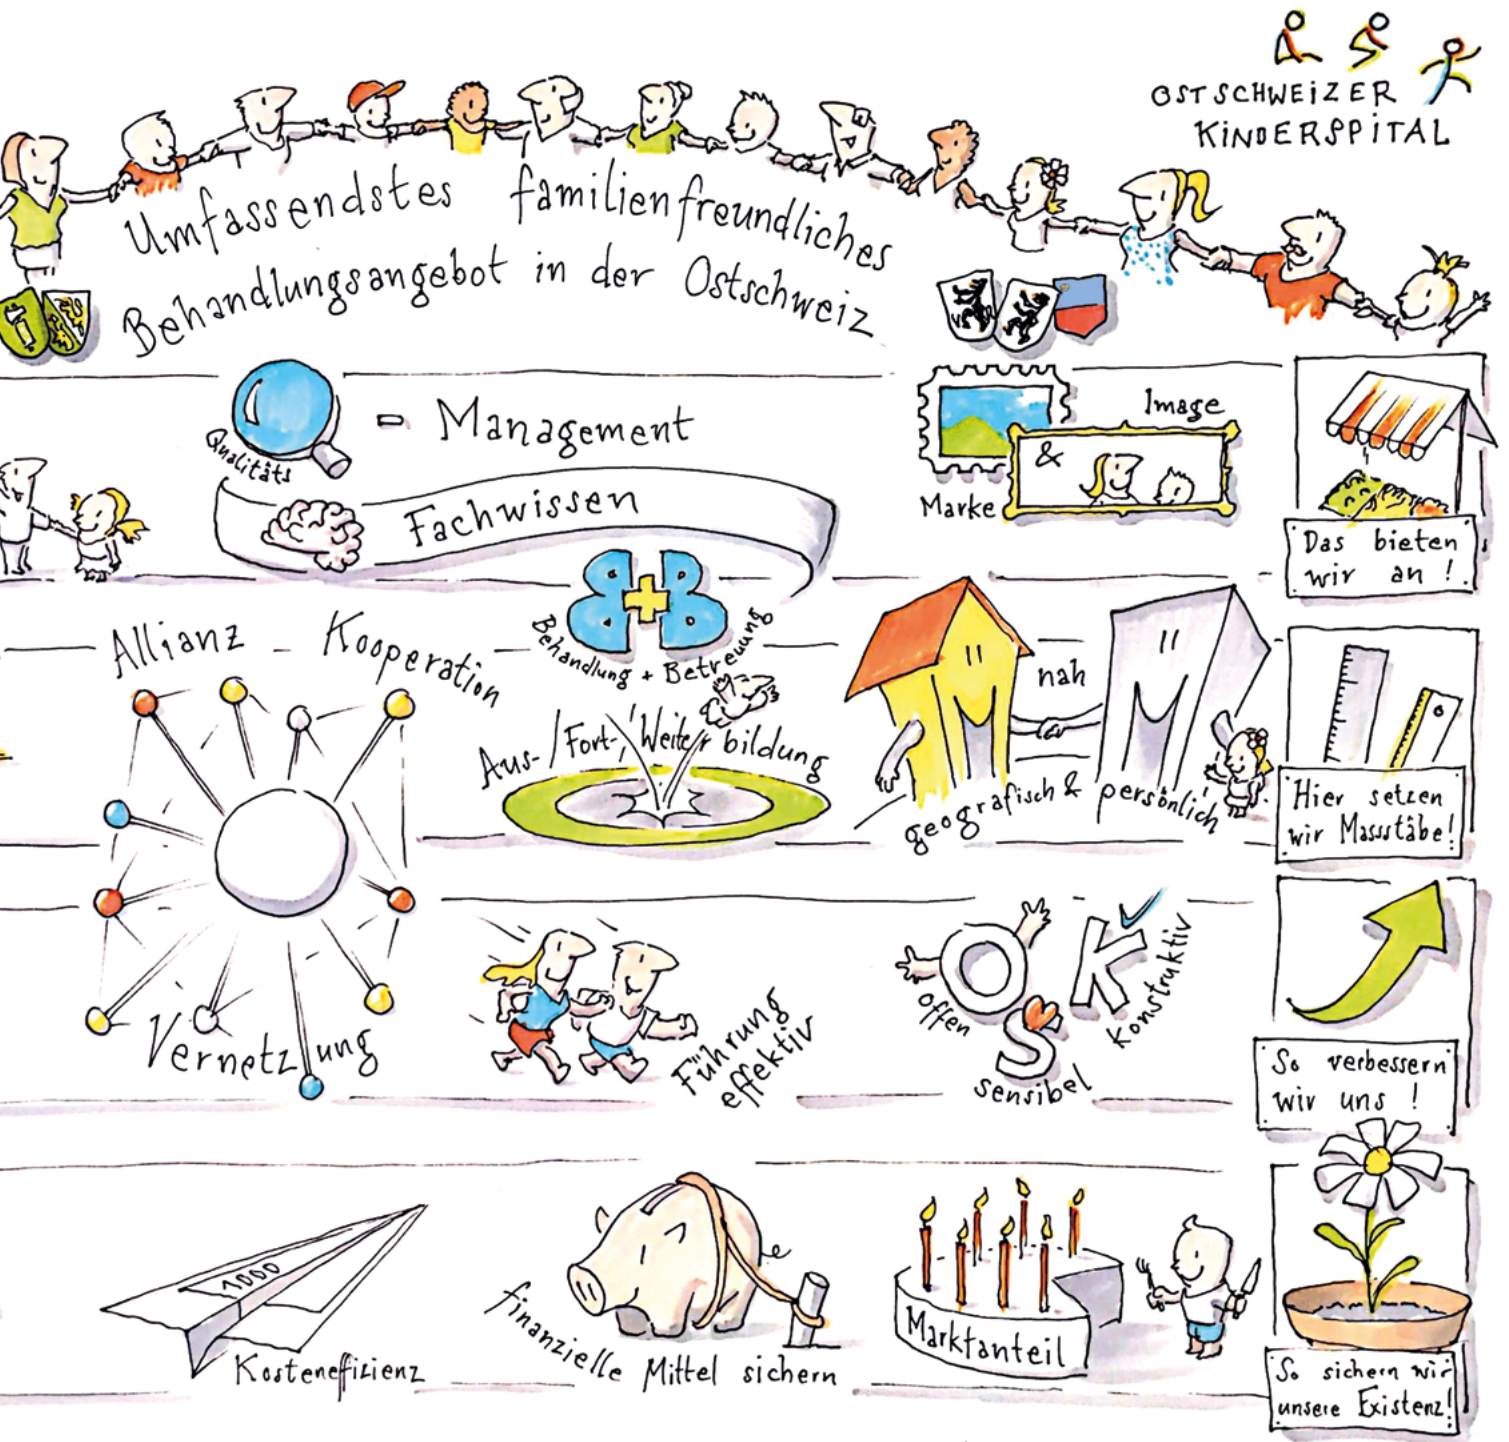 OSTSCHWEIZER
KINDERSPITAL
Umfassendstes familienfreundliches
Behandlungsangebot in der Ostschweiz
Qualitäts
- Management
Fachwissen
Marke
&
Image
Das bieten
wir an !
Allianz - Kooperation
Vernetzung
B+B
Behandlung + Betreuung
Aus-/Fort-/Weiterbildung
nah
geografisch & persönlich
Hier setzen
wir Massstäbe!
Führung
effektiv
O S K
offen
sensibel
konstruktiv
So verbessern
wir uns !
1000
Kosteneffizienz
finanzielle Mittel sichern
Marktanteil
So sichern wir
unsere Existenz!